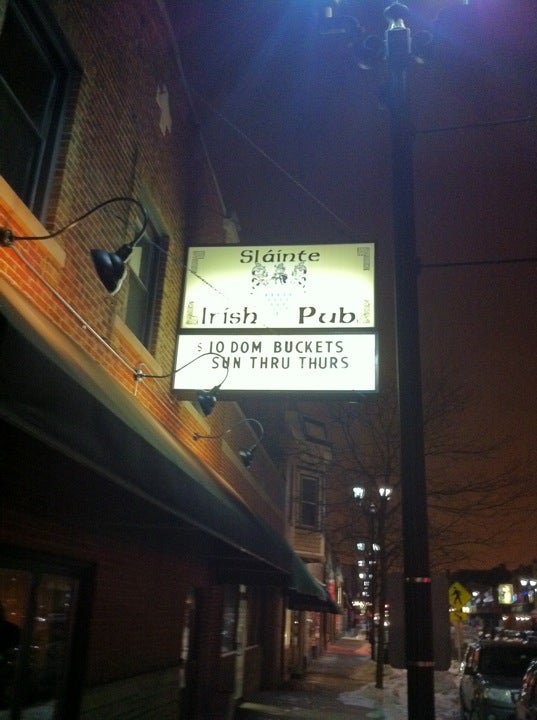 Sláinte
Irish Pub
$10 DOM BUCKETS
SUN THRU THURS